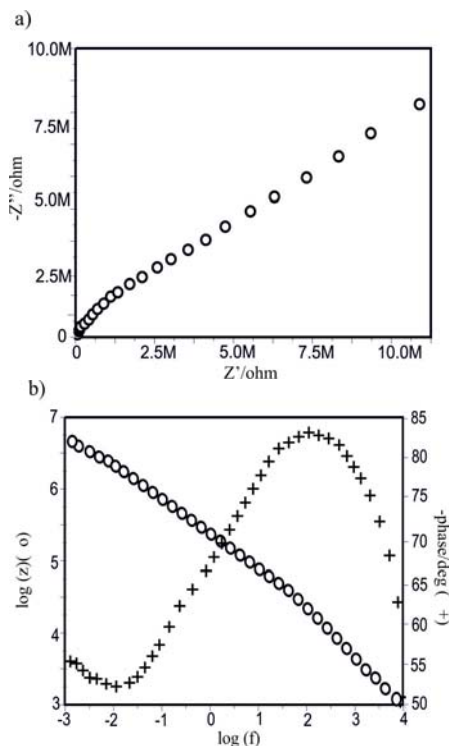 a)
10.0M
7.5M
5.0M
2.5M
0
-Z''/ohm
0 2.5M 5.0M 7.5M 10.0M
Z'/ohm
b)
7
6
5
4
3
log (z)( o)
85
80
75
70
65
60
55
50
-phase/deg ( +)
-3 -2 -1 0 1 2 3 4
log (f)